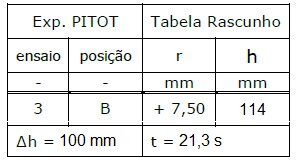 Exp. PITOT Tabela Rascunho
ensaio posição r h
- - mm mm
3 B + 7,50 114
Δh = 100 mm t = 21,3 s